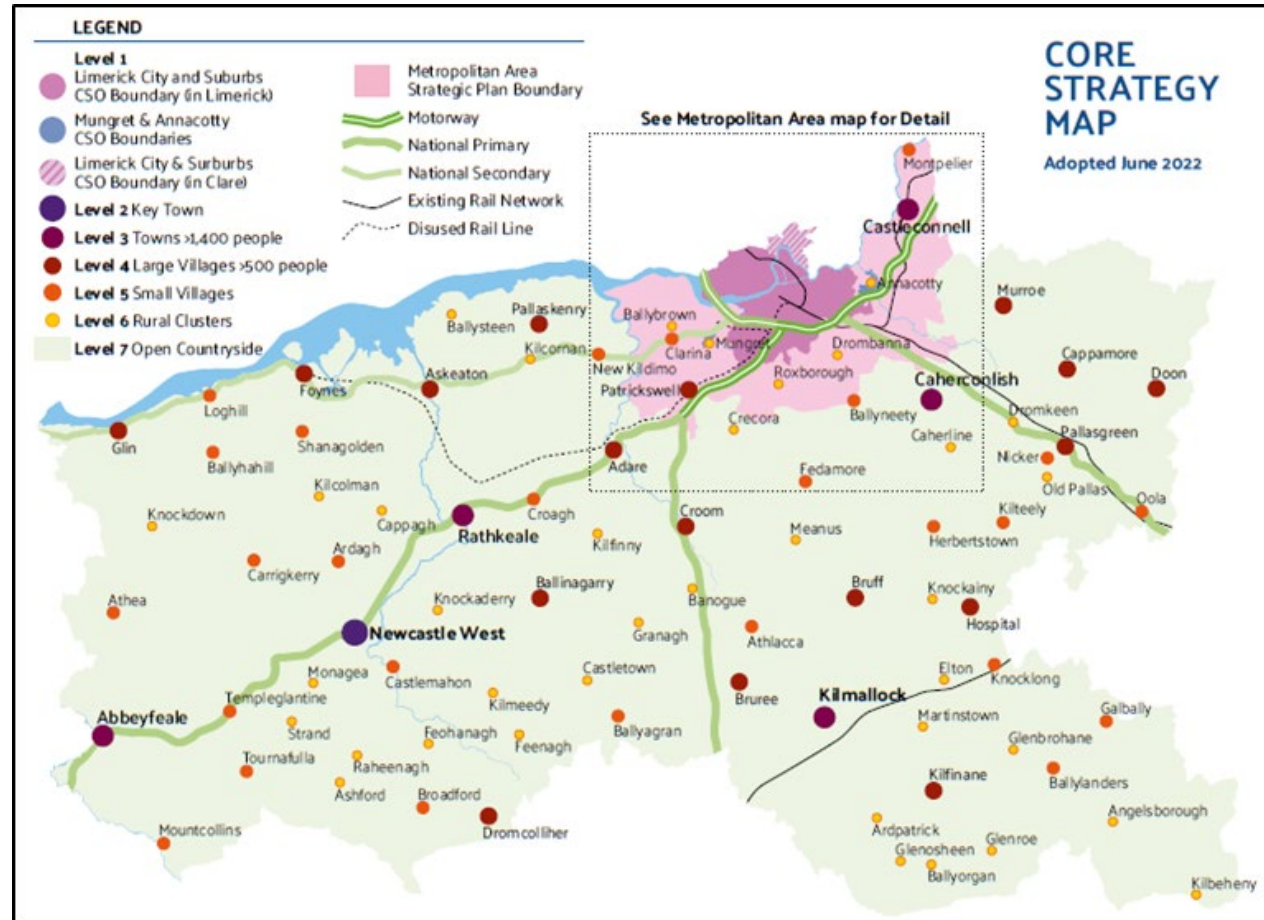 LEGEND
Level 1
Limerick City and Suburbs
CSO Boundary (in Limerick)
Mungret & Annacotty
CSO Boundaries
Limerick City & Surburbs
CSO Boundary (in Clare)
Level 2 Key Town
Level 3 Towns >1,400 people
Level 4 Large Villages >500 people
Level 5 Small Villages
Level 6 Rural Clusters
Level 7 Open Countryside
Metropolitan Area
Strategic Plan Boundary
Motorway
National Primary
National Secondary
Existing Rail Network
Disused Rail Line
CORE
STRATEGY
MAP
Adopted June 2022
See Metropolitan Area map for Detail
Montpelier
Castleconnell
Annacotty
Murroe
Ballysteen
Pallaskenry
Ballybrown
Kilcornan
Clarina
Mungret
Drombanna
Cappamore
New Kildimo
Roxborough
Doon
Askeaton
Foynes
Patrickswell
Caherconlish
Loghill
Ballyneety
Dromkeen
Crecora
Glin
Shanagolden
Caherline
Pallasgreen
Adare
Ballyhahill
Nicker
Fedamore
Old Pallas
Kilcolman
Croagh
Oola
Knockdown
Cappagh
Rathkeale
Croom
Meanus
Kilteely
Herbertstown
Kilfinny
Ardagh
Carrigkerry
Ballinagarry
Bruff
Knockainy
Banogue
Athea
Knockaderry
Hospital
Newcastle West
Granagh
Athlacca
Monagea
Castlemahon
Castletown
Elton
Knocklong
Templeglantine
Kilmeedy
Bruree
Kilmallock
Abbeyfeale
Strand
Martinstown
Galbally
Feohanagh
Feenagh
Ballyagran
Tournafulla
Raheenagh
Glenbrohane
Ashford
Broadford
Kilfinane
Ballylanders
Dromcolliher
Angelsborough
Mountcollins
Ardpatrick
Glenosheen
Glenroe
Ballyorgan
Kilbeheny